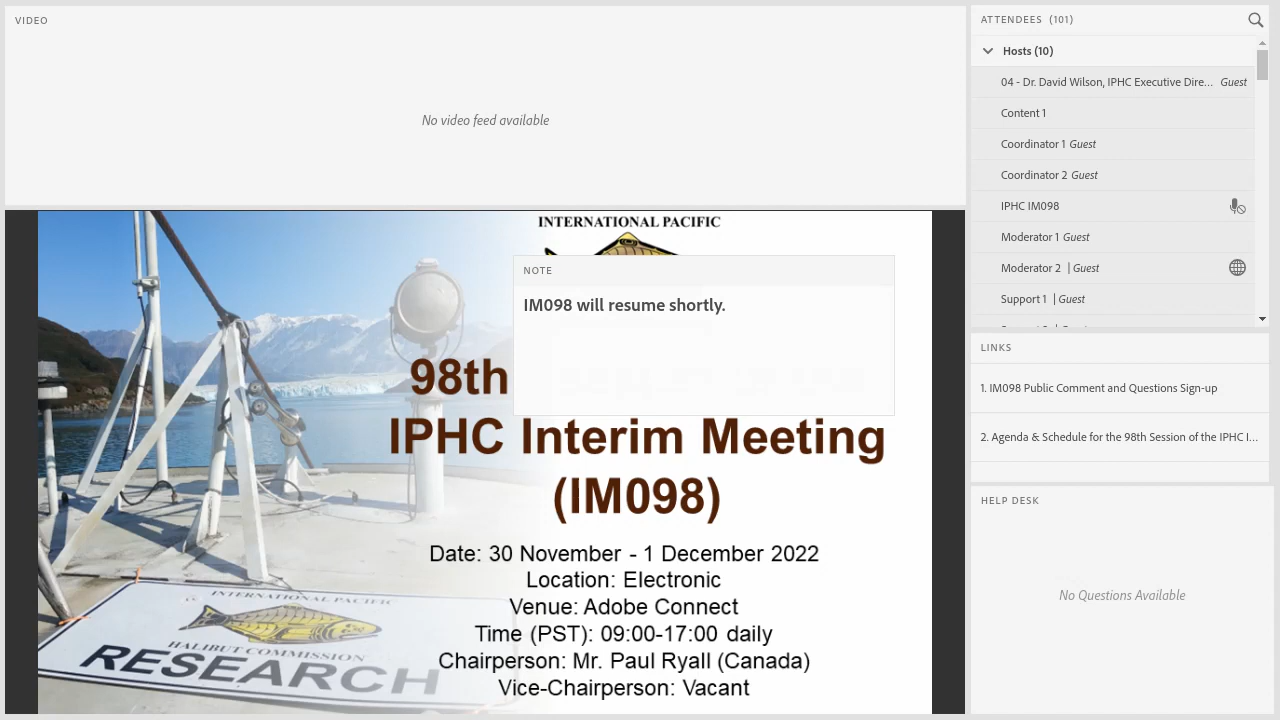 VIDEO
No video feed available
INTERNATIONAL PACIFIC
NOTE
IM098 will resume shortly.
98th
IPHC Interim Meeting
(IM098)
Date: 30 November - 1 December 2022
Location: Electronic
Venue: Adobe Connect
Time (PST): 09:00-17:00 daily
Chairperson: Mr. Paul Ryall (Canada)
Vice-Chairperson: Vacant
INTERNATIONAL PACIFIC
HALIBUT COMMISSION
RESEARCH
ATTENDEES (101)
Hosts (10)
04 - Dr. David Wilson, IPHC Executive Dire... Guest
Content 1
Coordinator 1 Guest
Coordinator 2 Guest
IPHC IM098
Moderator 1 Guest
Moderator 2 | Guest
Support 1 | Guest
LINKS
1. IM098 Public Comment and Questions Sign-up
2. Agenda & Schedule for the 98th Session of the IPHC I...
HELP DESK
No Questions Available